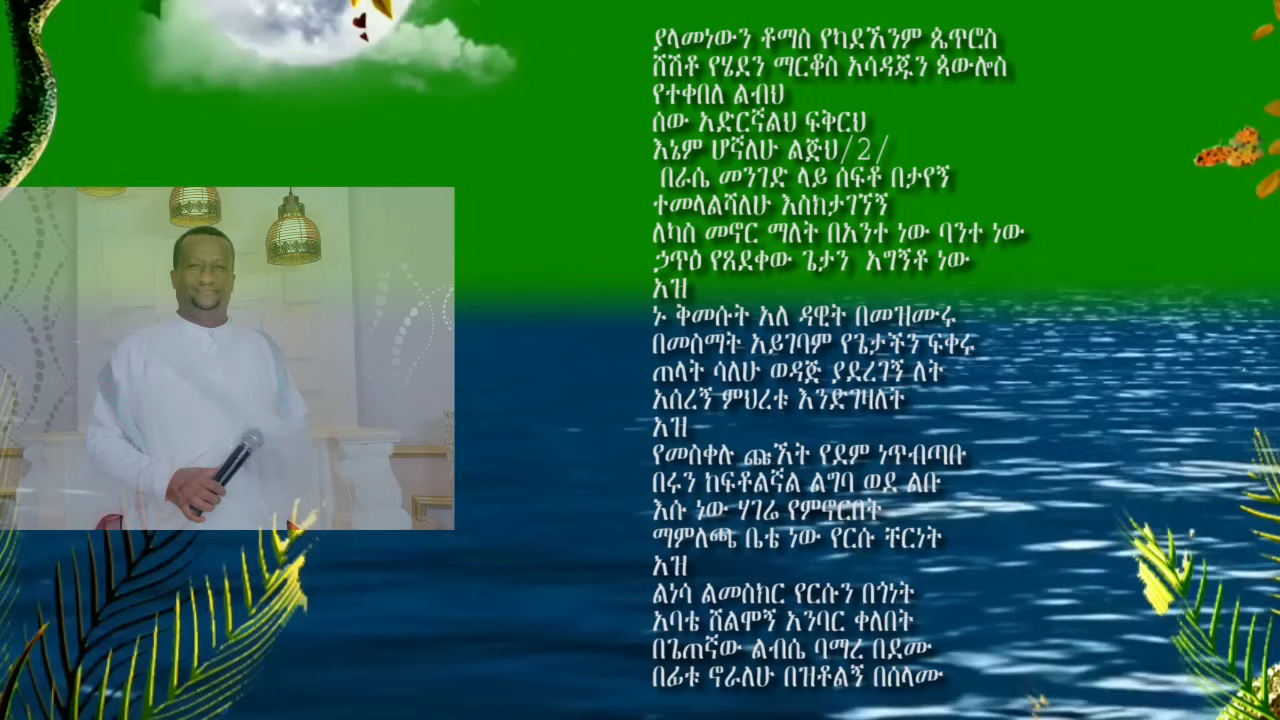 ያላመነውን ቶማስ የካደኽንም ጴጥሮስ
ሸሽቶ የሄደን ማርቆስ አሳዳጁን ጳውሎስ
የተቀበለ ልብህ
ሰው አድርኛልህ ፍቅርህ
እኔም ሆኛለሁ ልጅህ/2/
በራሴ መንገድ ላይ ሰፍቶ በታየኝ
ተመላልሻለሁ እስክታገኘኝ
ለካስ መኖር ማለት በአንተ ነው ባንተ ነው
ኃጥዕ የጸደቀው ጌታን አግኝቶ ነው
አዝ
ኑ ቅመሱት አለ ዳዊት በመዝሙሩ
በመስማት አይገባም የጌታችን ፍቀሩ
ጠላት ሳለሁ ወዳጅ ያደረገኝ ለት
አሰረኝ ምህረቱ እንድገዛለት
አዝ
የመስቀሉ ጩኸት የደም ነጥብጣቡ
በሩን ከፍቶልኛል ልግባ ወደ ልቡ
እሱ ነው ሃገሬ የምኖርበት
ማምለጫ ቤቴ ነው የርሱ ቸርነት
አዝ
ልነሳ ልመስክር የርሱን በጎነት
አባቴ ሸልሞኝ አንባር ቀለበት
በጌጠኛው ልብሴ ባማረ በደሙ
በፊቱ ኖራለሁ በዝቶልኝ በሰላሙ